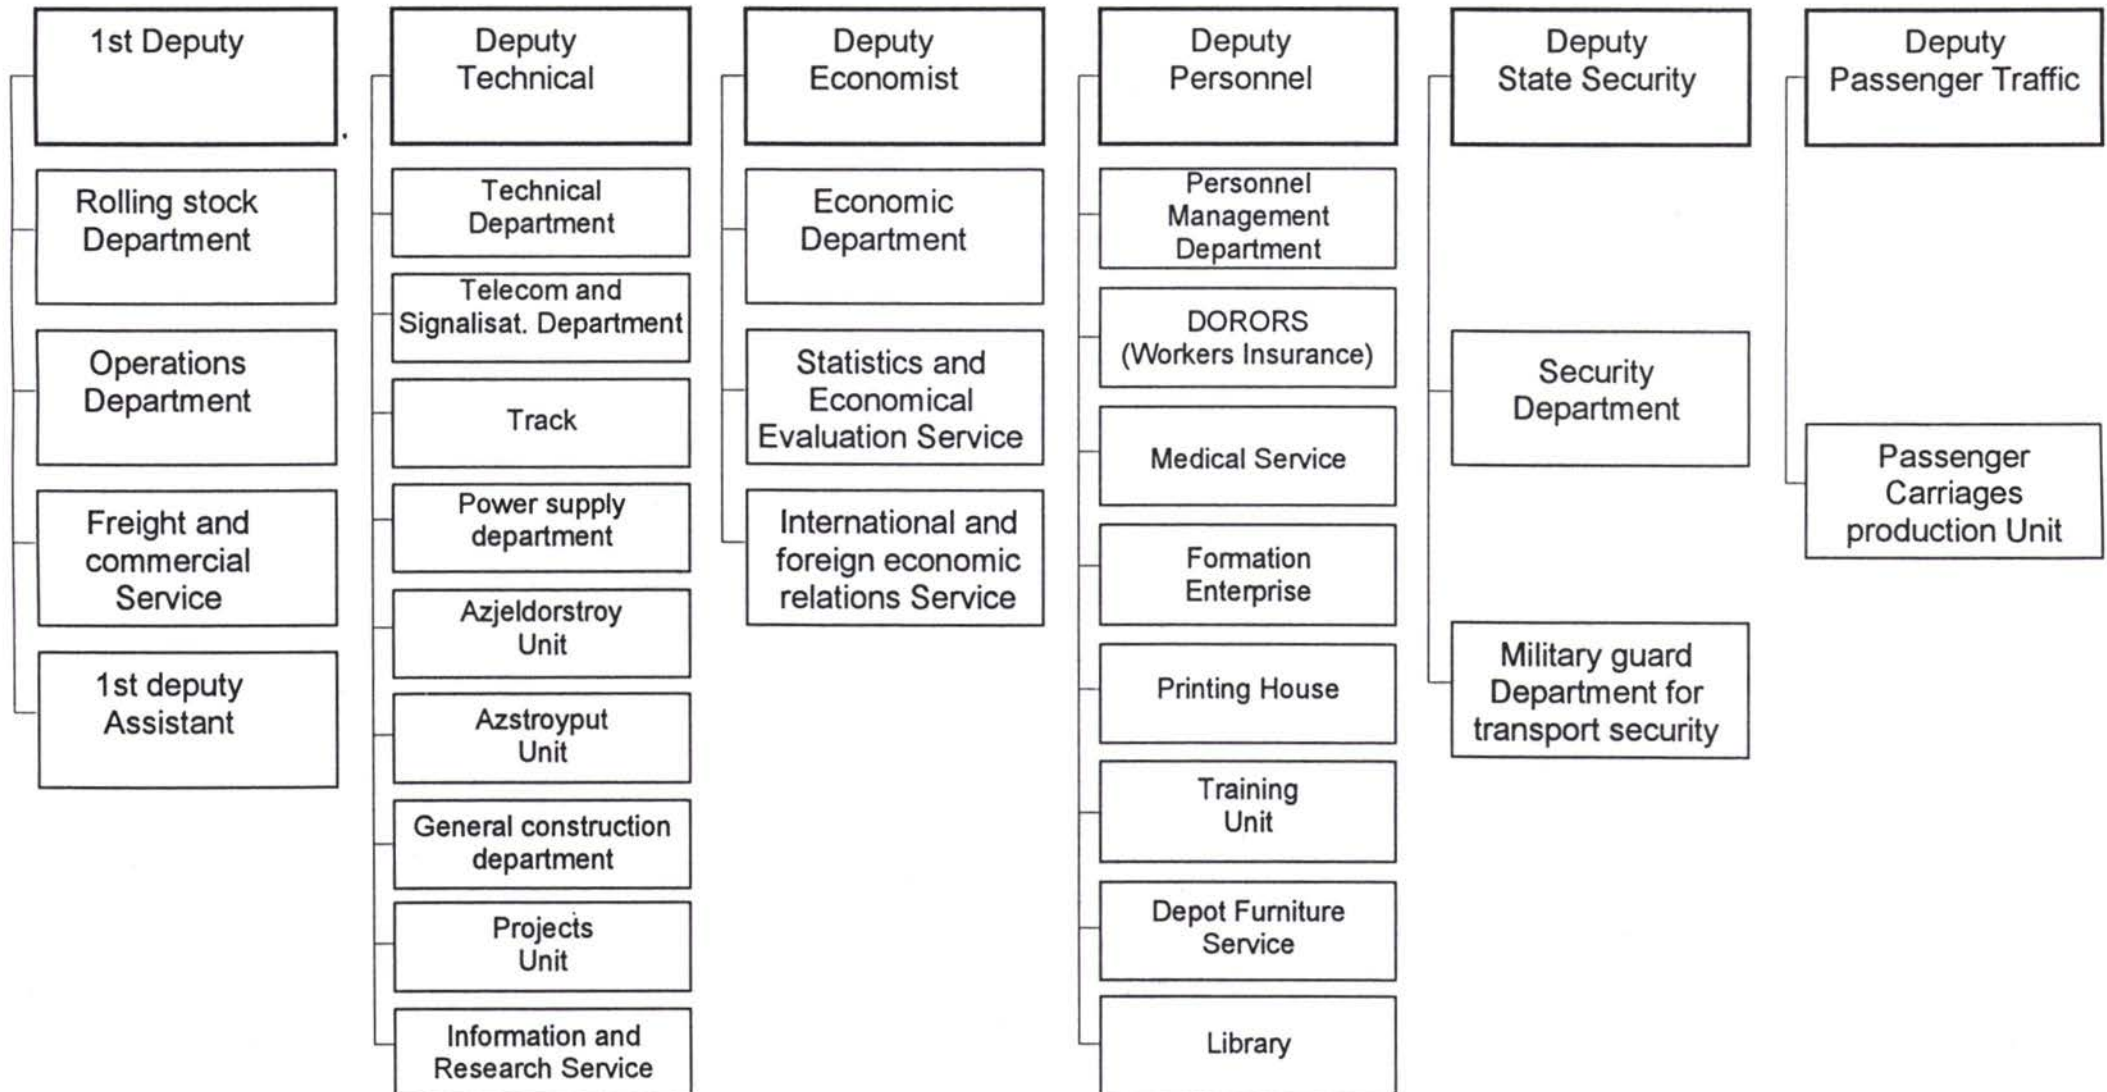 1st Deputy
Rolling stock
Department
Operations
Department
Freight and
commercial
Service
1st deputy
Assistant
Deputy
Technical
Technical
Department
Telecom and
Signalisat. Department
Track
Power supply
department
Azjeldorstroy
Unit
Azstroyput
Unit
General construction
department
Projects
Unit
Information and
Research Service
Deputy
Economist
Economic
Department
Statistics and
Economical
Evaluation Service
International and
foreign economic
relations Service
Deputy
Personnel
Personnel
Management
Department
DORORS
(Workers Insurance)
Medical Service
Formation
Enterprise
Printing House
Training
Unit
Depot Furniture
Service
Library
Deputy
State Security
Security
Department
Military guard
Department for
transport security
Deputy
Passenger Traffic
Passenger
Carriages
production Unit